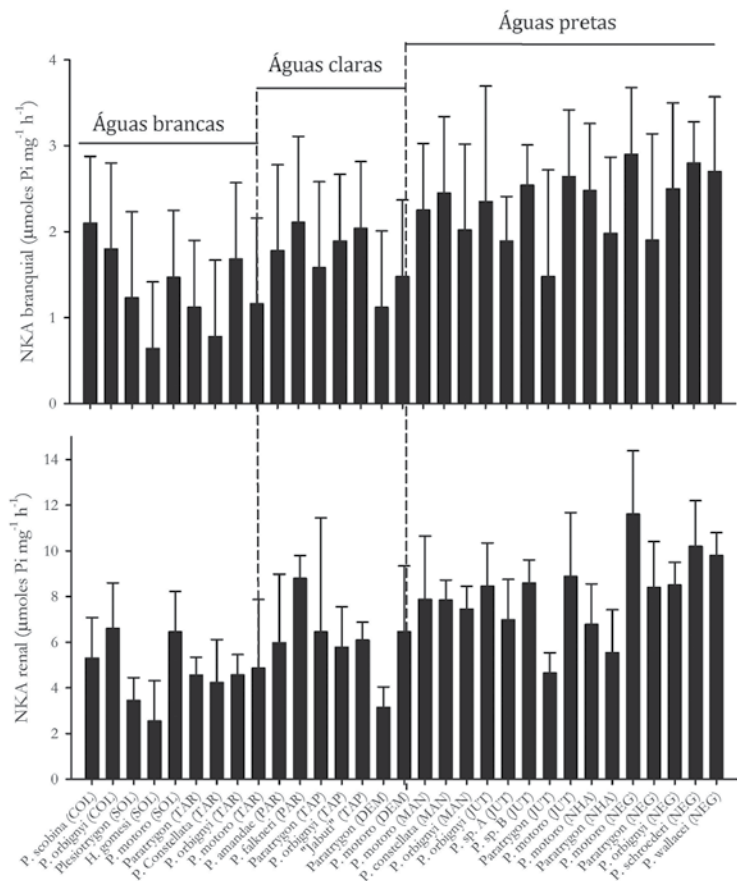 Águas pretas
Águas claras
Águas brancas
4
3
2
1
0
NKA branquial (µmoles Pi mg⁻¹ h⁻¹)
14
12
10
8
6
4
2
0
NKA renal (µmoles Pi mg⁻¹ h⁻¹)
P. scobina (COL)
P. orbignyi (COL)
Plesiotrygon (SOL)
H. gomesi (SOL)
P. motoro (SOL)
Paratrygon (TAR)
P. Constellata (TAR)
P. orbignyi (TAR)
P. motoro (TAR)
P. amandae (PAR)
P. falkneri (PAR)
Paratrygon (TAP)
P. orbignyi (TAP)
"Jabuti" (TAP)
Paratrygon (DEM)
P. motoro (DEM)
P. motoro (MAN)
P. constellata (MAN)
P. orbignyi (MAN)
P. orbignyi (JUT)
P. sp. A (JUT)
P. sp. B (JUT)
Paratrygon (JUT)
P. motoro (JUT)
P. motoro (NHA)
Paratrygon (NHA)
P. motoro (NEG)
Paratrygon (NEG)
P. orbignyi (NEG)
P. schroederi (NEG)
P. wallacei (NEG)